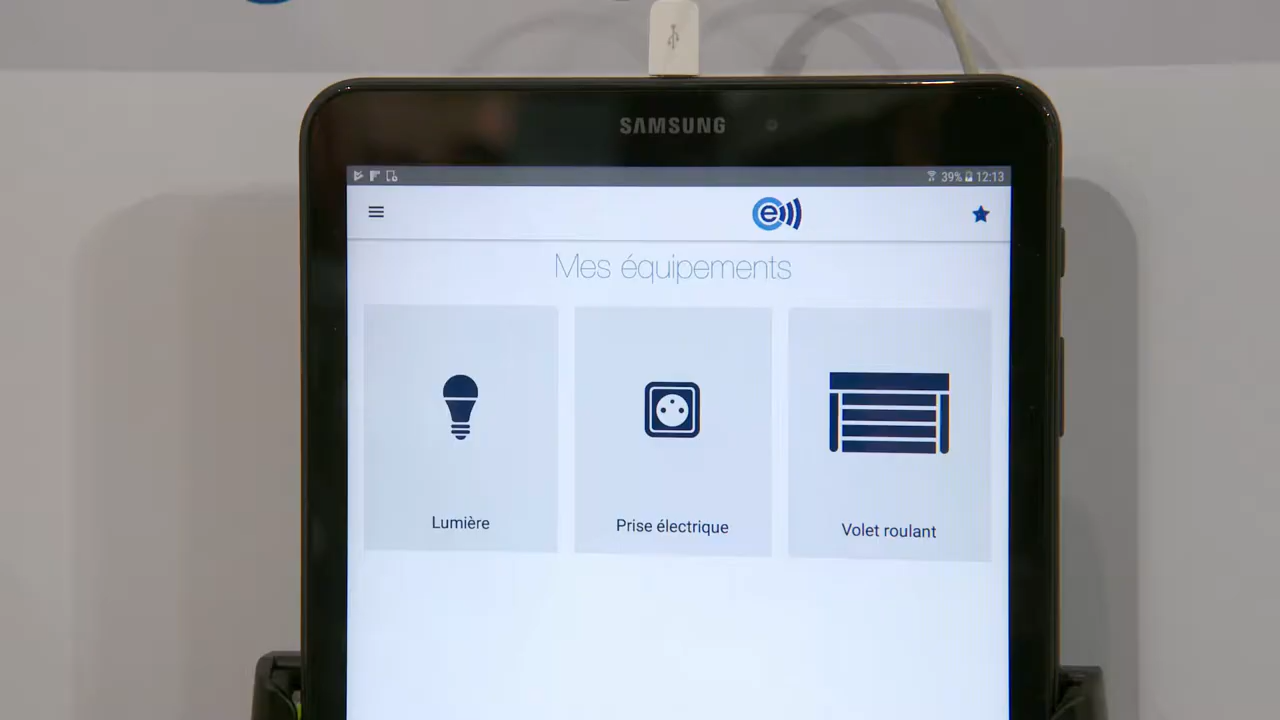 SAMSUNG
39% 12:13
e
Mes équipements
Lumière
Prise électrique
Volet roulant